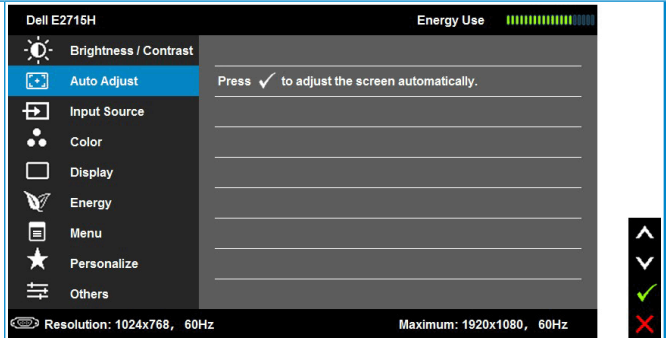 Dell E2715H Energy Use
Brightness / Contrast
Auto Adjust Press ✓ to adjust the screen automatically.
Input Source
Color
Display
Energy
Menu
Personalize
Others
Resolution: 1024x768, 60Hz Maximum: 1920x1080, 60Hz